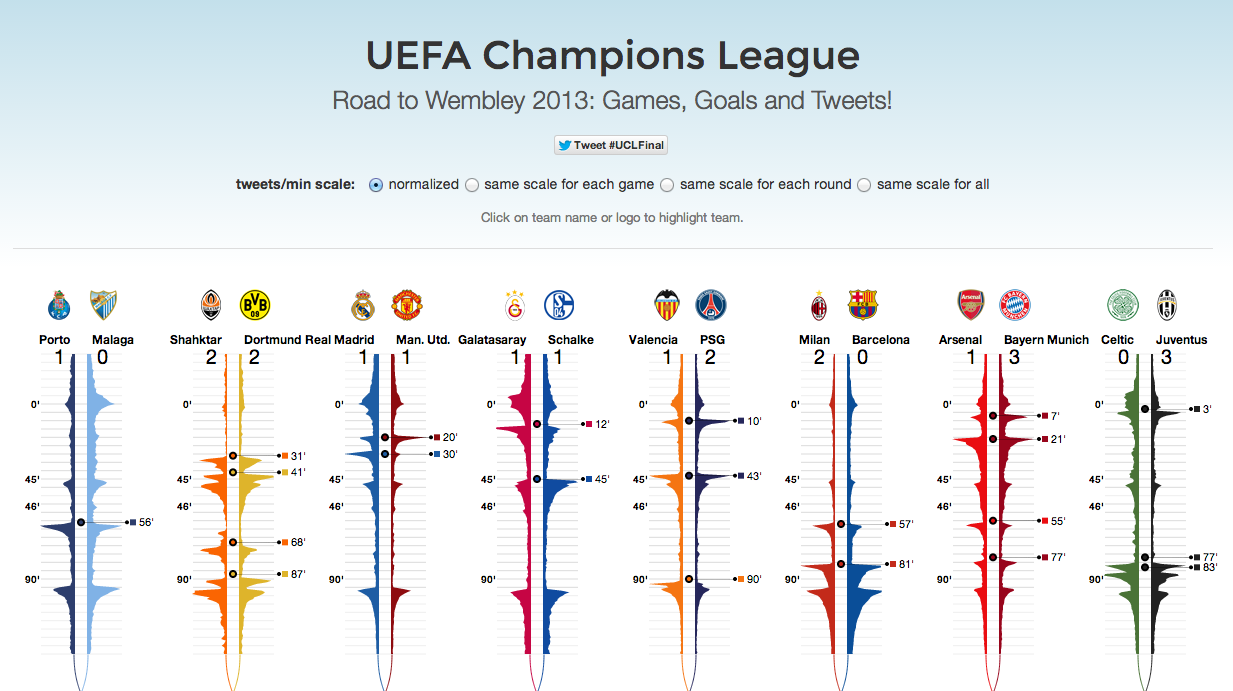 UEFA Champions League
Road to Wembley 2013: Games, Goals and Tweets!
Tweet #UCLFinal
tweets/min scale: normalized same scale for each game same scale for each round same scale for all
Click on team name or logo to highlight team.
Porto Malaga Shahktar Dortmund Real Madrid Man. Utd. Galatasaray Schalke Valencia PSG Milan Barcelona Arsenal Bayern Munich Celtic Juventus
1 0 2 2 1 1 1 1 1 2 2 0 1 3 0 3
0' 0' 0' 0' 0' 0' 0' 0' 3'
7'
10'
12'
20' 21'
30'
31'
41' 43'
45' 45' 45' 45' 45' 45' 45' 45' 45'
46' 46' 46' 46' 46' 46' 46' 46'
56' 57' 55'
68'
77' 77'
81' 83'
87'
90' 90' 90' 90' 90' 90' 90' 90' 90'